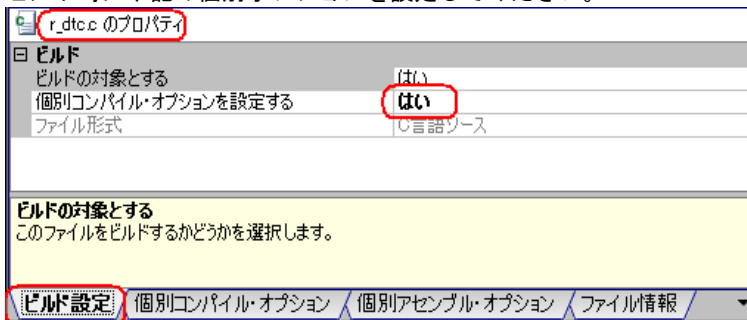 r_dtc.c のプロパティ
ビルド
ビルドの対象とする はい
個別コンパイル・オプションを設定する はい
ファイル形式 C言語ソース
ビルドの対象とする
このファイルをビルドするかどうかを選択します。
ビルド設定 個別コンパイル・オプション 個別アセンブル・オプション ファイル情報